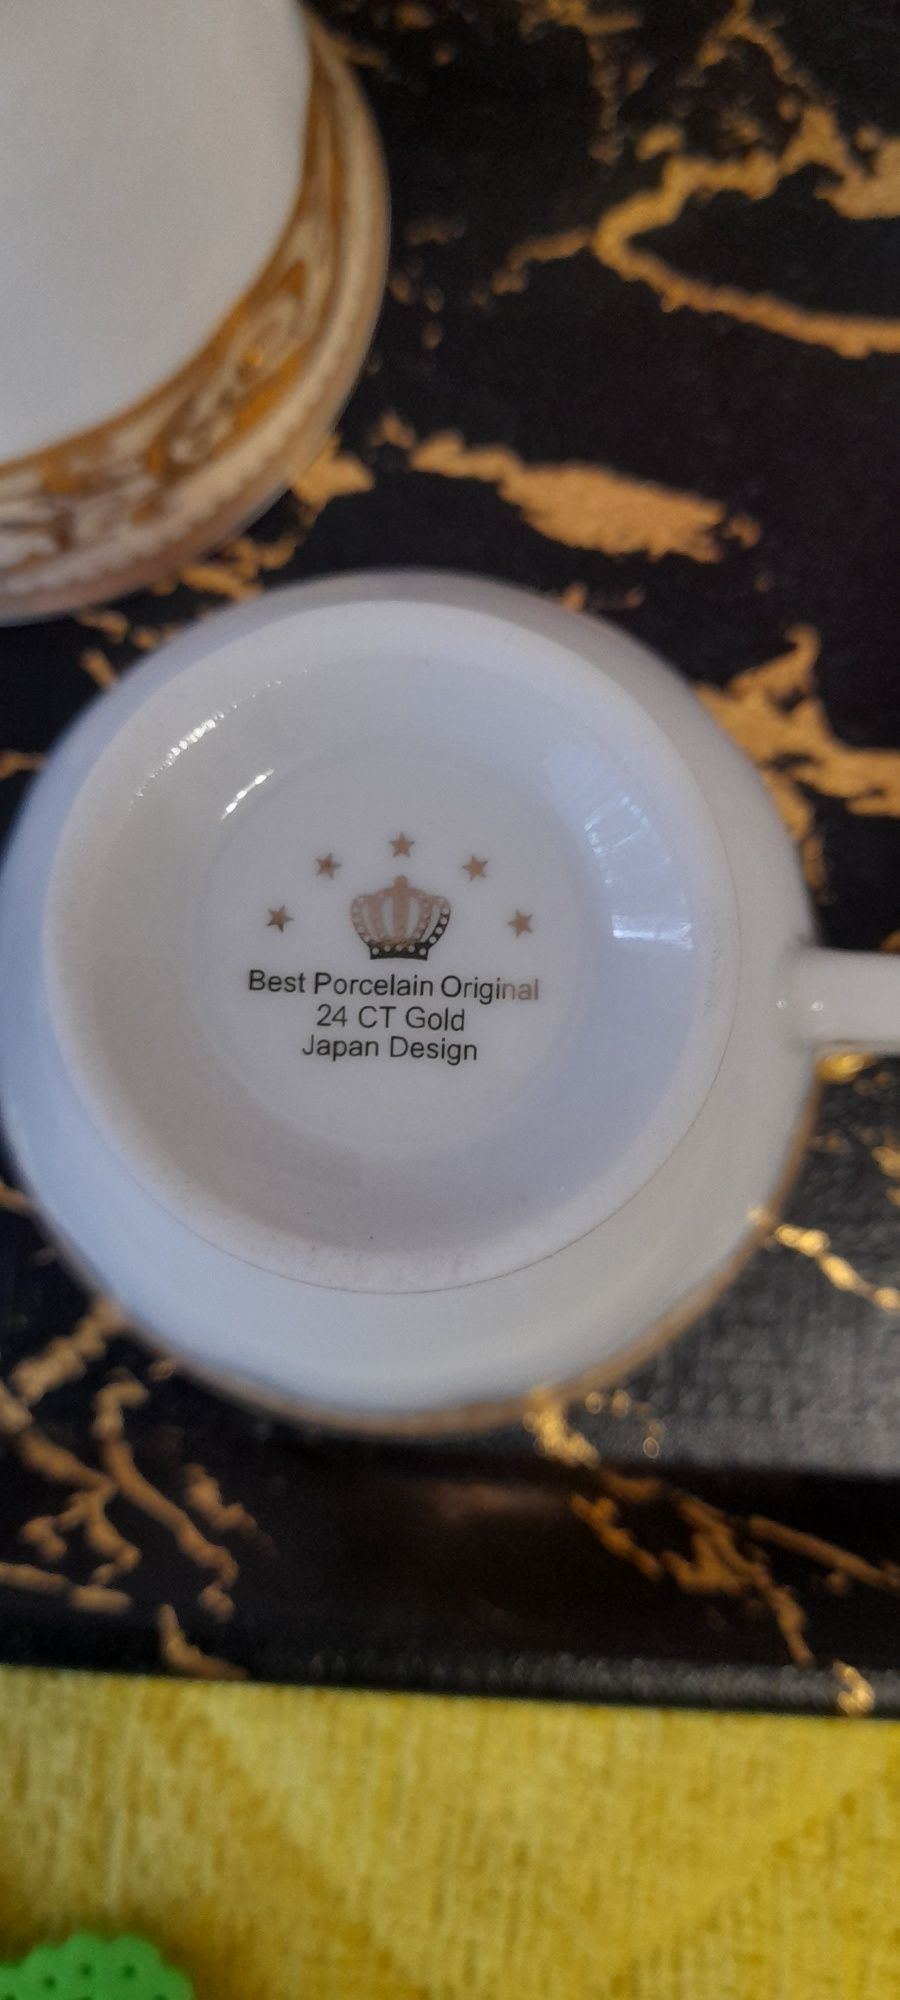 Best Porcelain Original
24 CT Gold
Japan Design